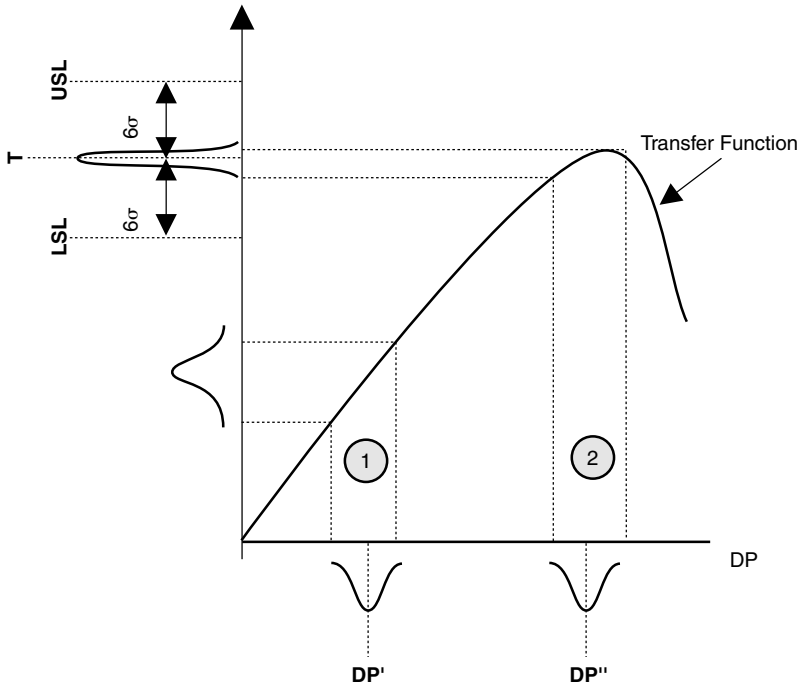 USL
6σ
T
6σ
LSL
Transfer Function
1
2
DP
DP'
DP"